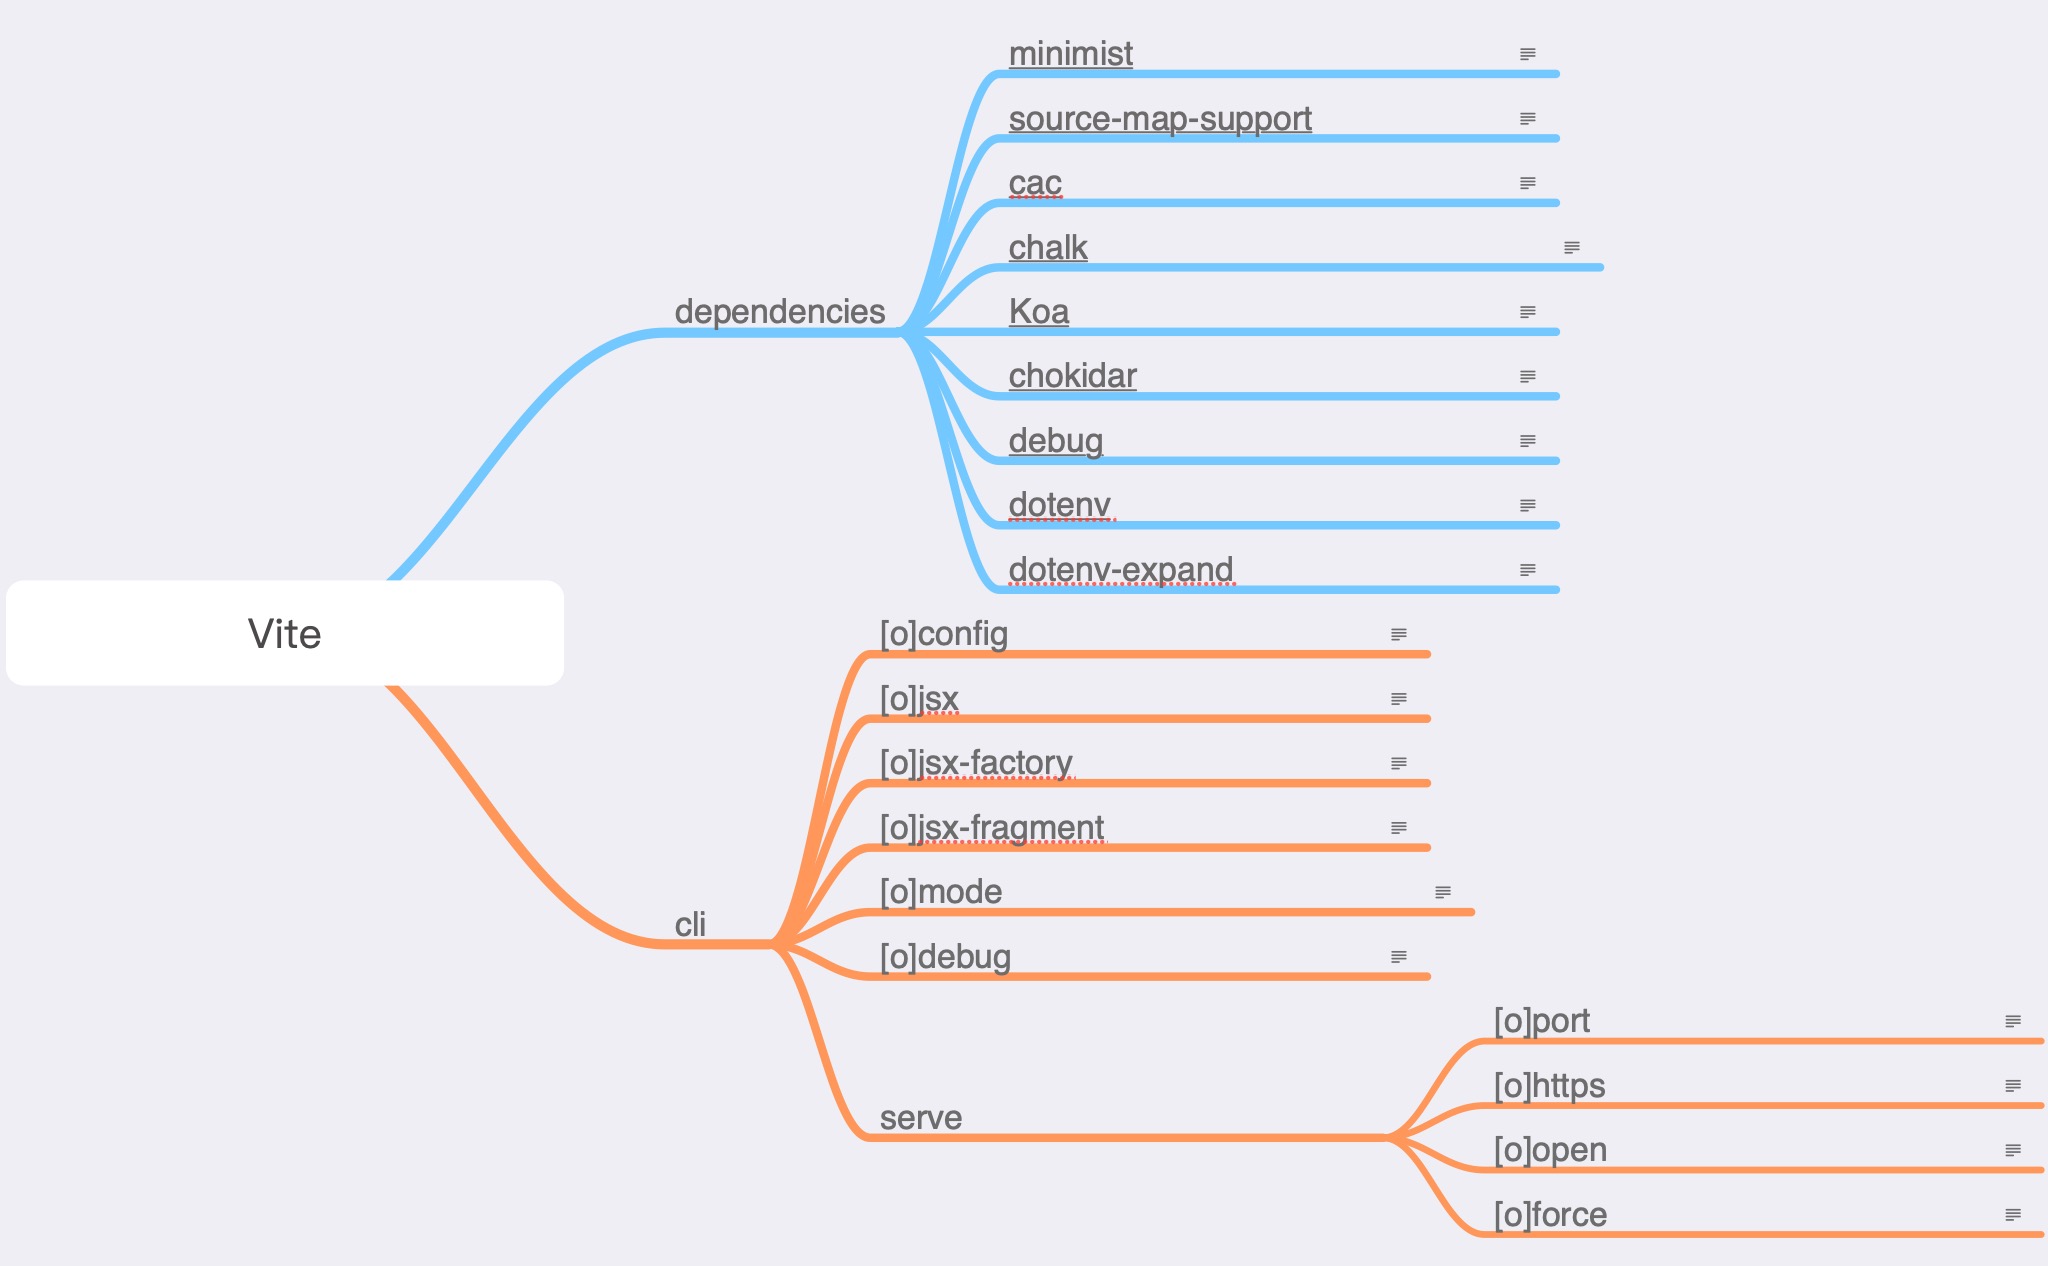 minimist
source-map-support
cac
chalk
dependencies
Koa
chokidar
debug
dotenv
dotenv-expand
Vite
[o]config
[o]jsx
[o]jsx-factory
[o]jsx-fragment
[o]mode
cli
[o]debug
[o]port
[o]https
serve
[o]open
[o]force